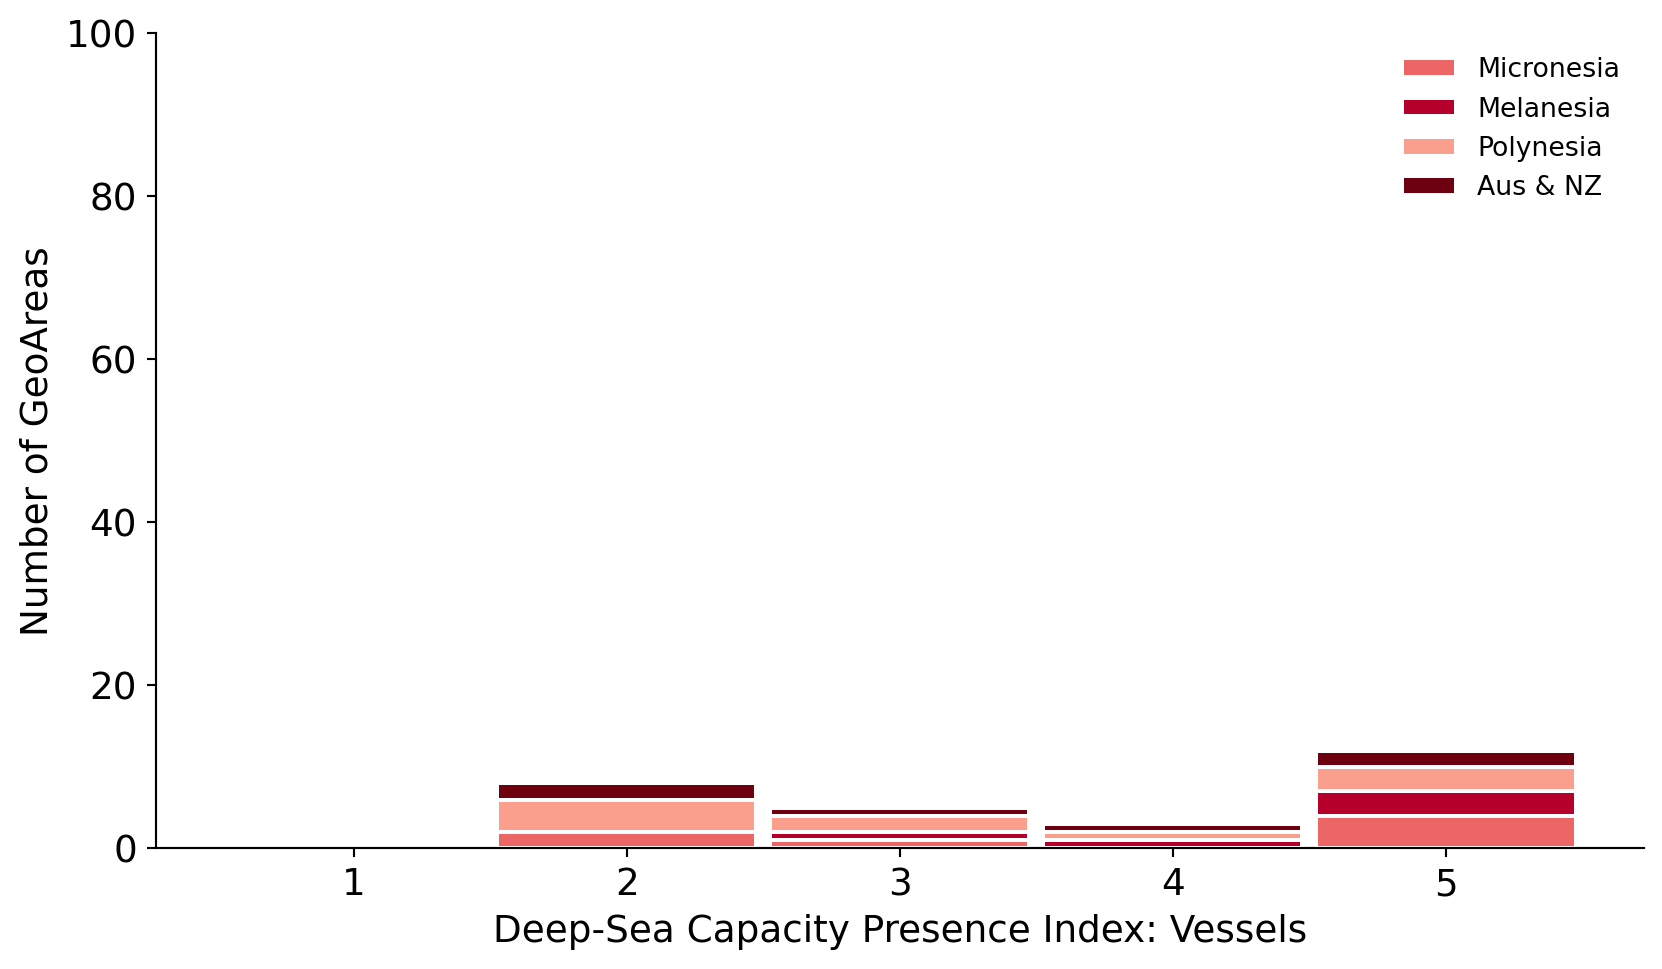 100
80
60
40
20
0
Number of GeoAreas
Micronesia
Melanesia
Polynesia
Aus & NZ
1 2 3 4 5
Deep-Sea Capacity Presence Index: Vessels